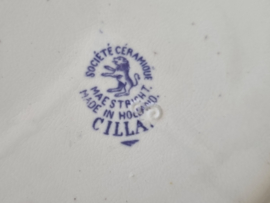 SOCIÉTÉ CÉRAMIQUE
MAESTRICHT.
MADE IN HOLLAND.
CILLA.